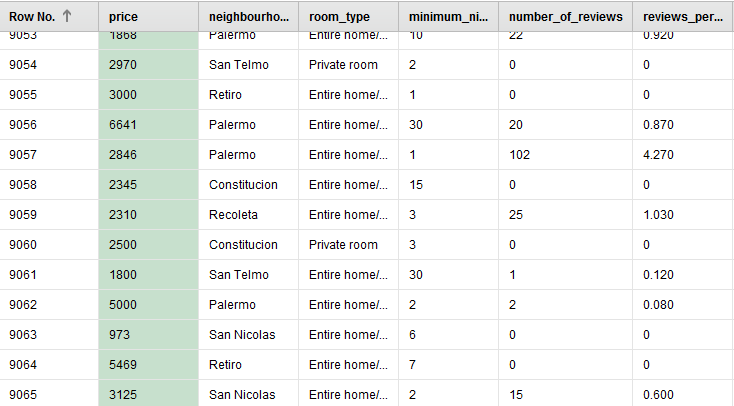 Row No. price neighbourho... room_type minimum_ni... number_of_reviews reviews_per...
9053 1868 Palermo Entire home/... 10 22 0.920
9054 2970 San Telmo Private room 2 0 0
9055 3000 Retiro Entire home/... 1 0 0
9056 6641 Palermo Entire home/... 30 20 0.870
9057 2846 Palermo Entire home/... 1 102 4.270
9058 2345 Constitucion Entire home/... 15 0 0
9059 2310 Recoleta Entire home/... 3 25 1.030
9060 2500 Constitucion Private room 3 0 0
9061 1800 San Telmo Entire home/... 30 1 0.120
9062 5000 Palermo Entire home/... 2 2 0.080
9063 973 San Nicolas Entire home/... 6 0 0
9064 5469 Retiro Entire home/... 7 0 0
9065 3125 San Nicolas Entire home/... 2 15 0.600